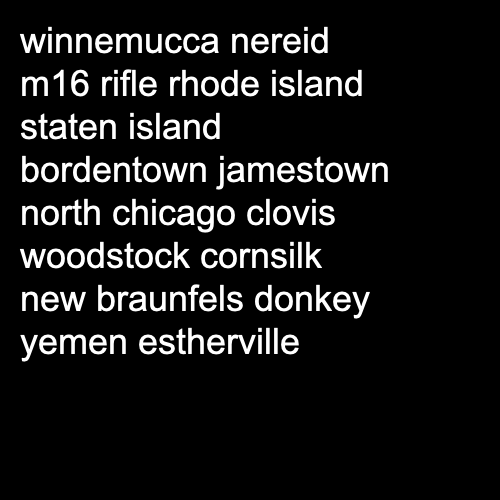 winnemucca nereid
m16 rifle rhode island
staten island
bordentown jamestown
north chicago clovis
woodstock cornsilk
new braunfels donkey
yemen estherville